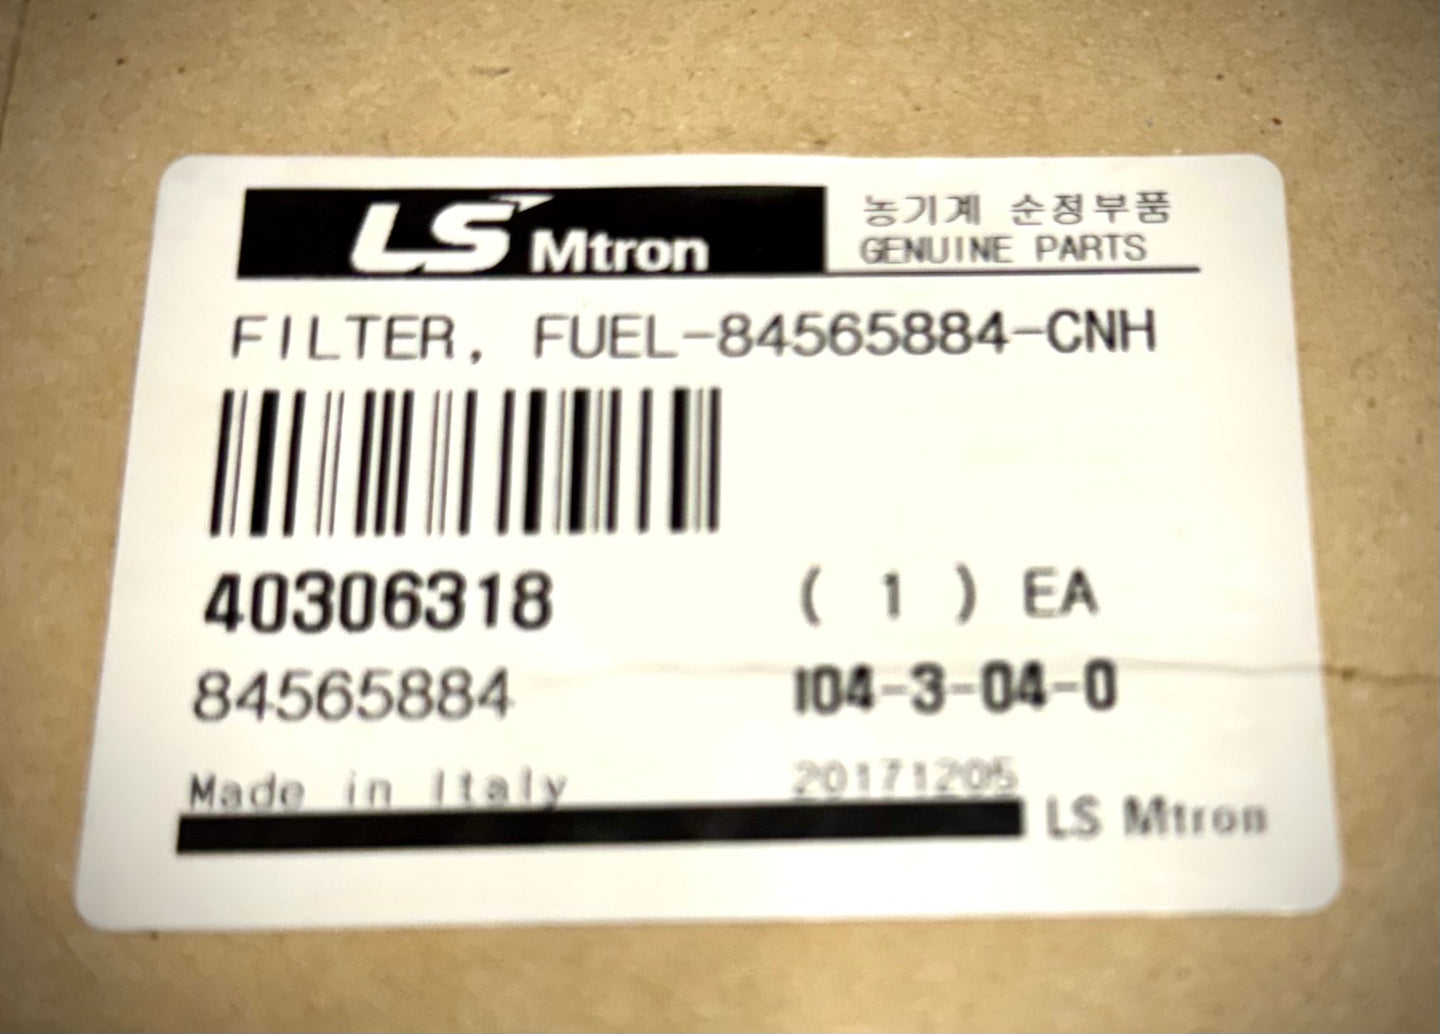 LS Mtron
농기계 순정부품
GENUINE PARTS
FILTER, FUEL-84565884-CNH
40306318 ( 1 ) EA
84565884 I04-3-04-0
Made in Italy 20171205
LS Mtron